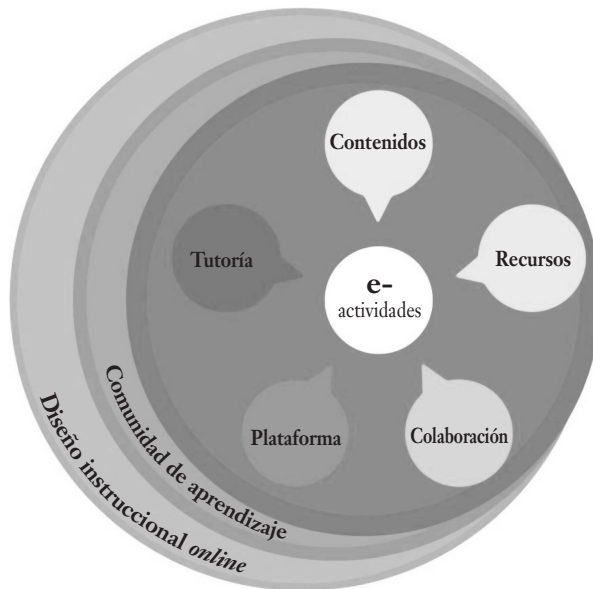 Contenidos
Tutoría
Recursos
e-
actividades
Plataforma
Colaboración
Comunidad de aprendizaje
Diseño instruccional online